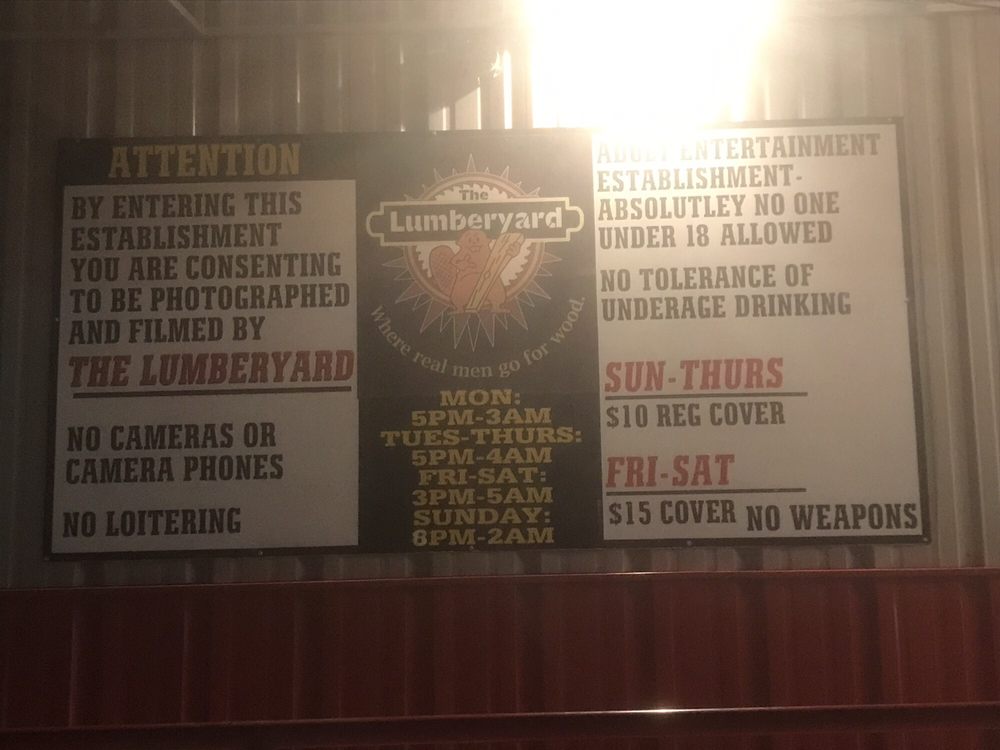 ATTENTION
BY ENTERING THIS
ESTABLISHMENT
YOU ARE CONSENTING
TO BE PHOTOGRAPHED
AND FILMED BY
THE LUMBERYARD
NO CAMERAS OR
CAMERA PHONES
NO LOITERING
The
Lumberyard
Where real men go for wood.
MON:
5PM-3AM
TUES-THURS:
5PM-4AM
FRI-SAT:
3PM-5AM
SUNDAY:
8PM-2AM
ADULT ENTERTAINMENT
ESTABLISHMENT-
ABSOLUTLEY NO ONE
UNDER 18 ALLOWED
NO TOLERANCE OF
UNDERAGE DRINKING
SUN-THURS
$10 REG COVER
FRI-SAT
$15 COVER NO WEAPONS